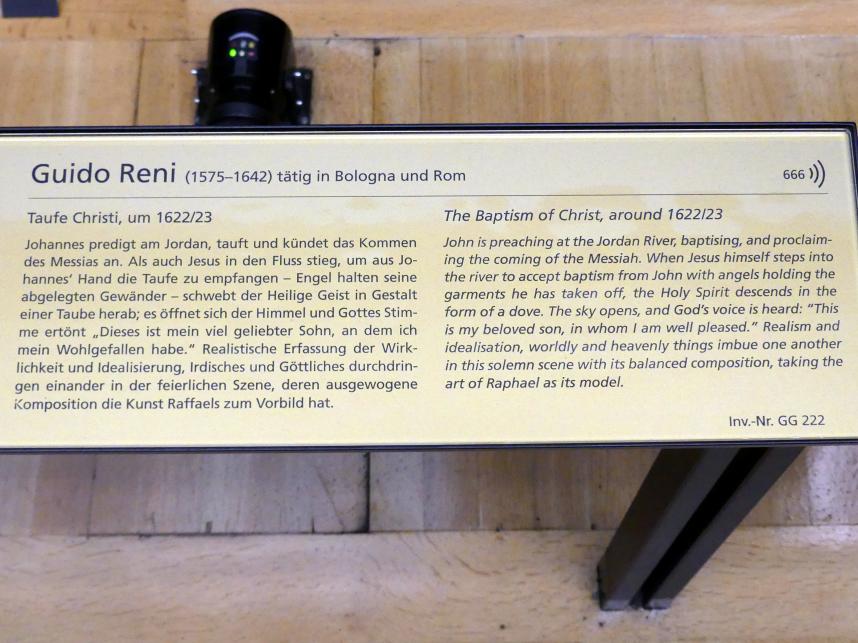 Guido Reni (1575–1642) tätig in Bologna und Rom
666
Taufe Christi, um 1622/23
Johannes predigt am Jordan, tauft und kündet das Kommen
des Messias an. Als auch Jesus in den Fluss stieg, um aus Jo-
hannes’ Hand die Taufe zu empfangen – Engel halten seine
abgelegten Gewänder – schwebt der Heilige Geist in Gestalt
einer Taube herab; es öffnet sich der Himmel und Gottes Stim-
me ertönt „Dieses ist mein viel geliebter Sohn, an dem ich
mein Wohlgefallen habe.“ Realistische Erfassung der Wirk-
lichkeit und Idealisierung, Irdisches und Göttliches durchdrin-
gen einander in der feierlichen Szene, deren ausgewogene
Komposition die Kunst Raffaels zum Vorbild hat.
The Baptism of Christ, around 1622/23
John is preaching at the Jordan River, baptising, and proclaim-
ing the coming of the Messiah. When Jesus himself steps into
the river to accept baptism from John with angels holding the
garments he has taken off, the Holy Spirit descends in the
form of a dove. The sky opens, and God’s voice is heard: “This
is my beloved son, in whom I am well pleased.” Realism and
idealisation, worldly and heavenly things imbue one another
in this solemn scene with its balanced composition, taking the
art of Raphael as its model.
Inv.-Nr. GG 222